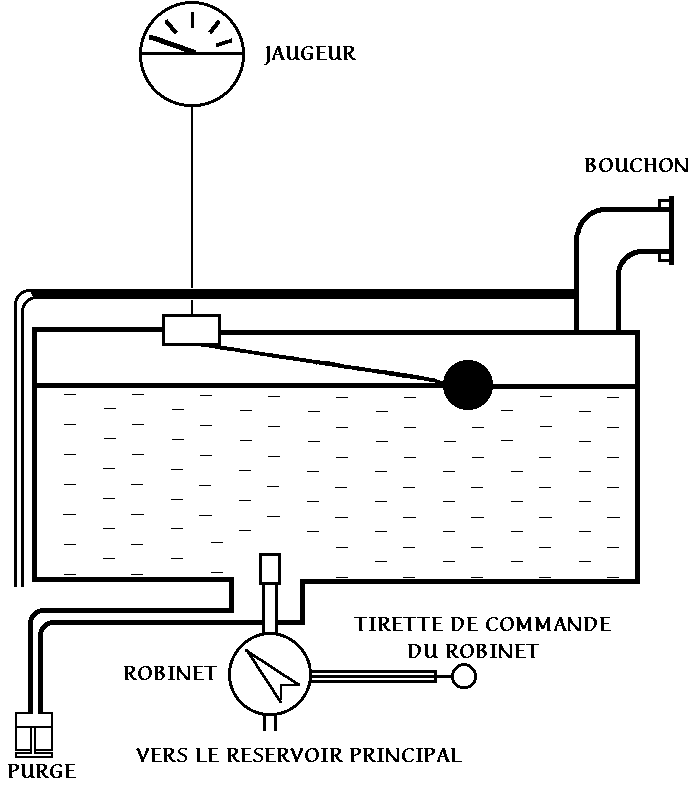 JAUGEUR
BOUCHON
TIRETTE DE COMMANDE
DU ROBINET
ROBINET
VERS LE RESERVOIR PRINCIPAL
PURGE